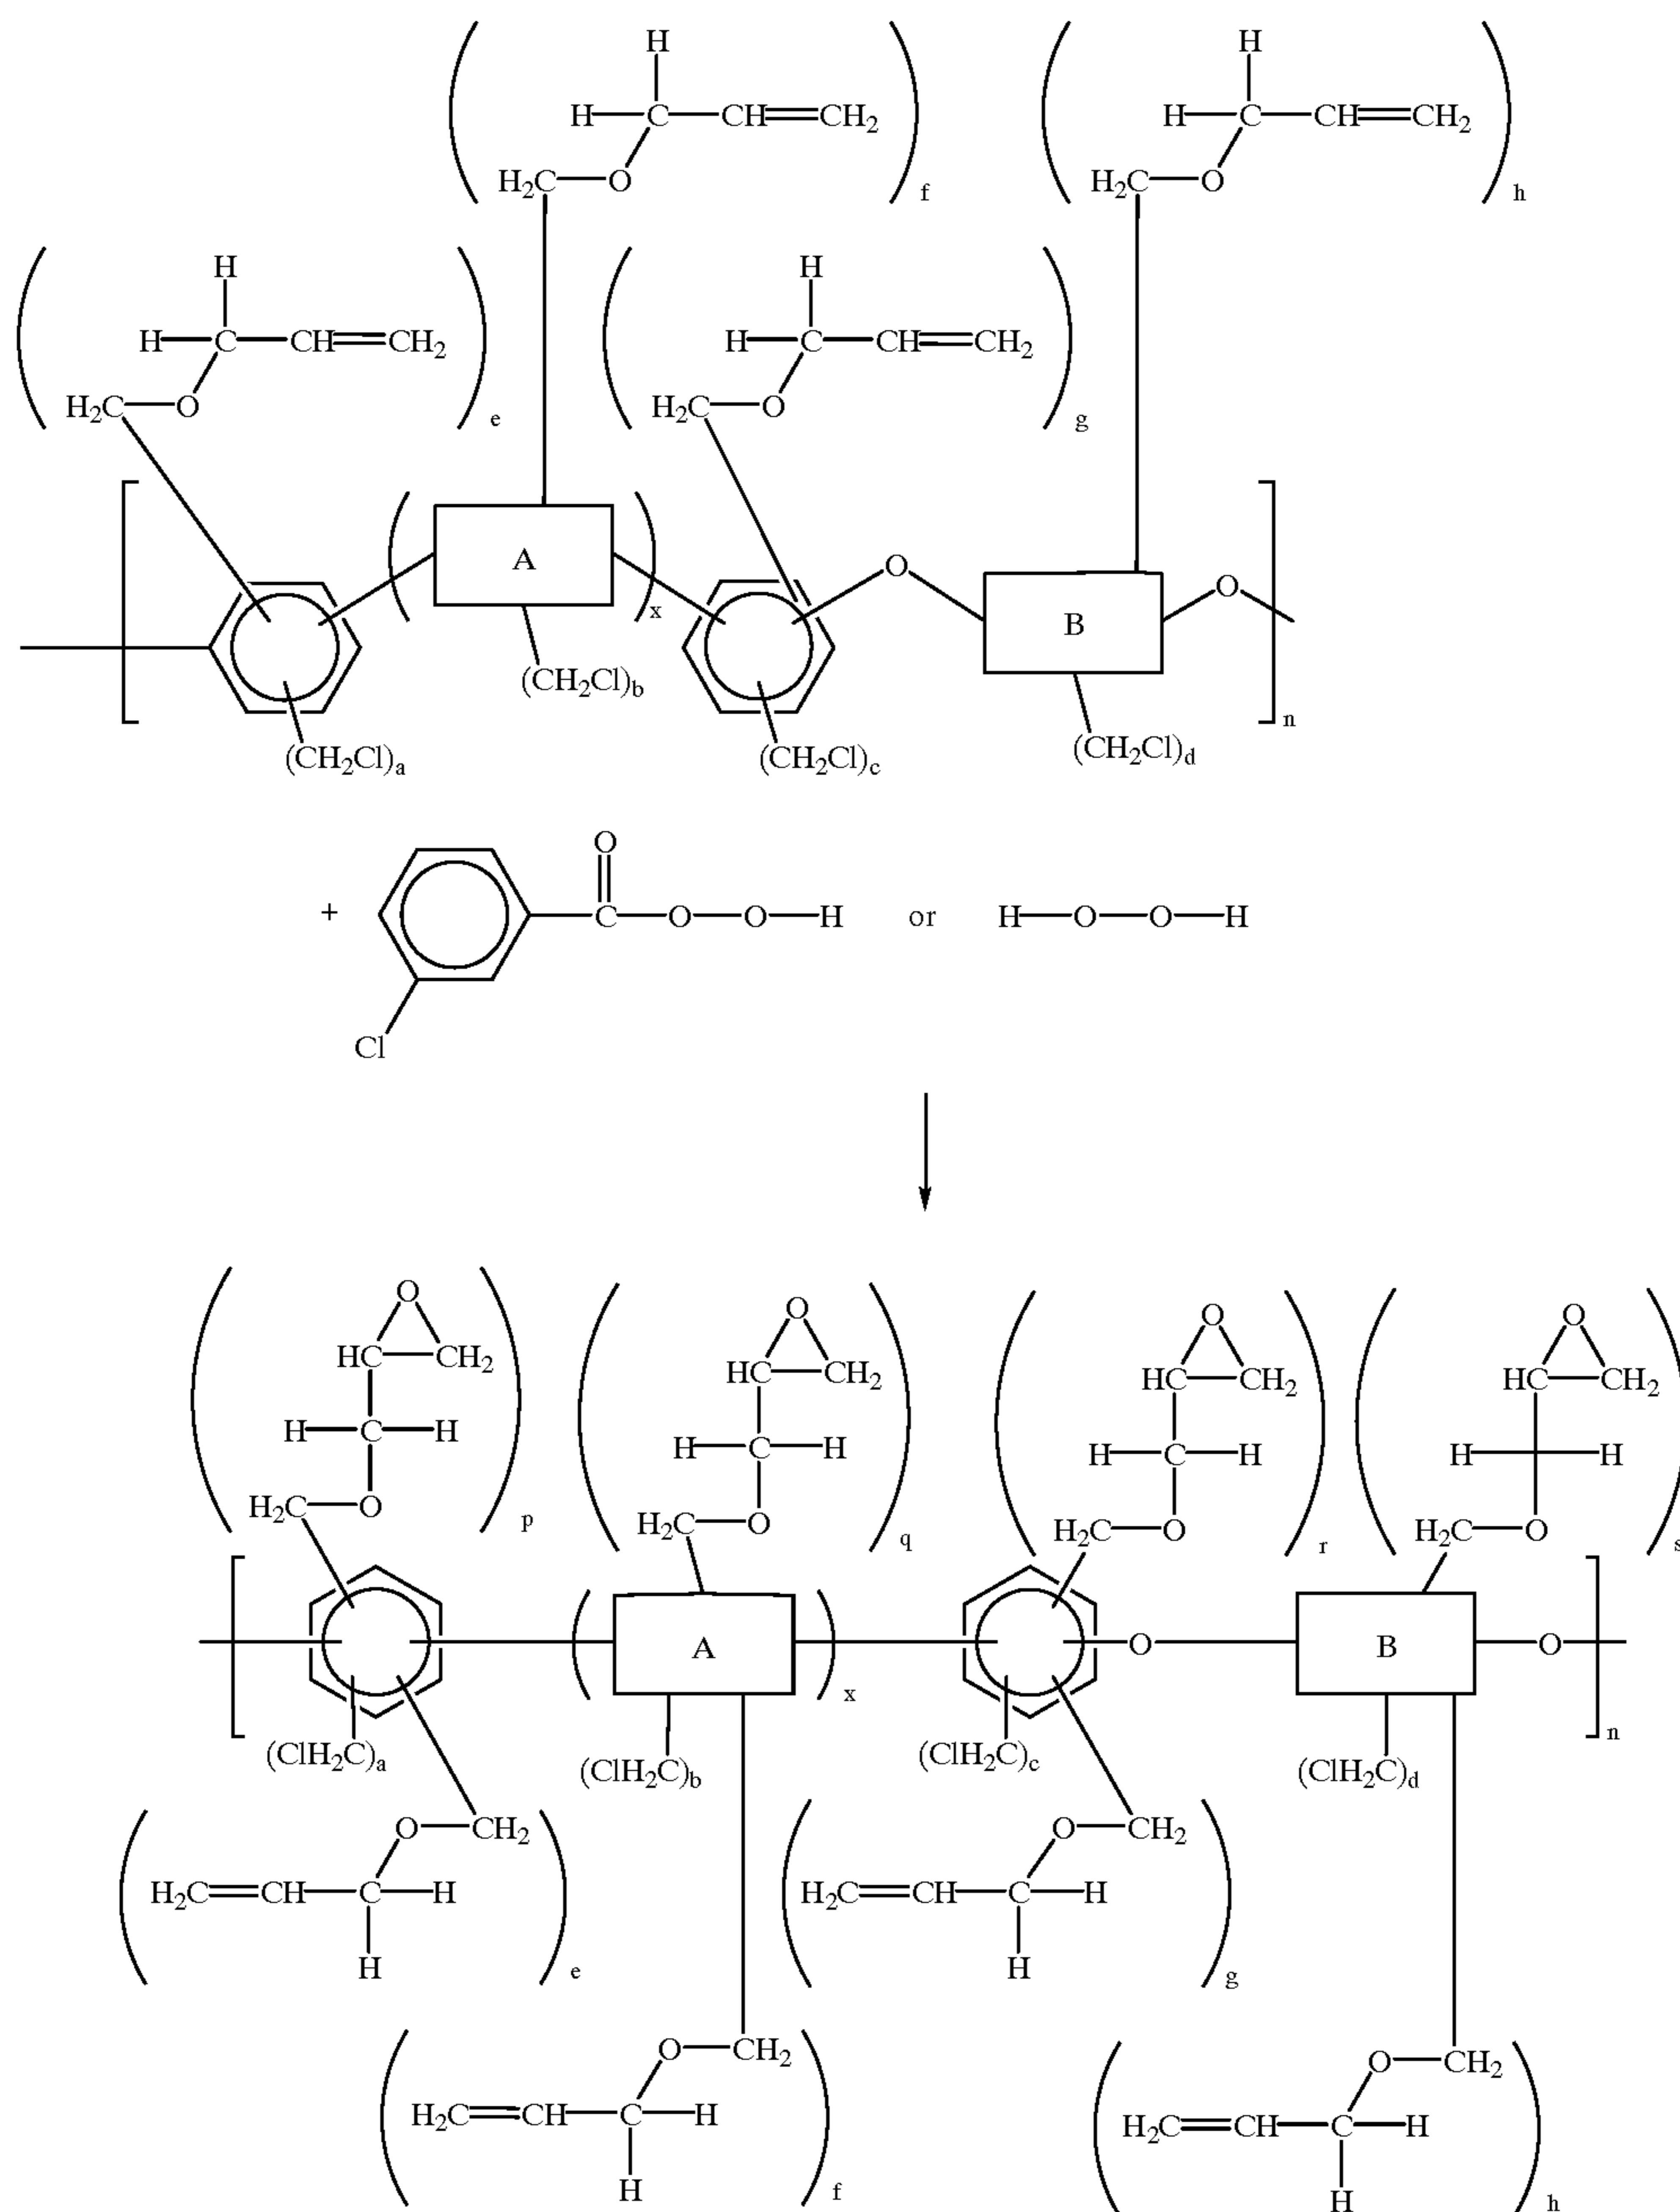 H H
H C CH CH₂ H C CH CH₂
H₂C O f H₂C O h
H H
H C CH CH₂ H C CH CH₂
H₂C O e H₂C O g
A O B O
x n
(CH₂Cl)b (CH₂Cl)d
(CH₂Cl)a (CH₂Cl)c
O
+ C O O H or H O O H
Cl
O O O O
HC CH₂ HC CH₂ HC CH₂ HC CH₂
H C H H C H H C H H H
H₂C O p H₂C O q H₂C O r H₂C O s
A O B O
x n
(ClH₂C)a (ClH₂C)b (ClH₂C)c (ClH₂C)d
O CH₂ O CH₂
H₂C CH C H H₂C CH C H
H e H g
O CH₂ O CH₂
H₂C CH C H H₂C CH C H
H f H h